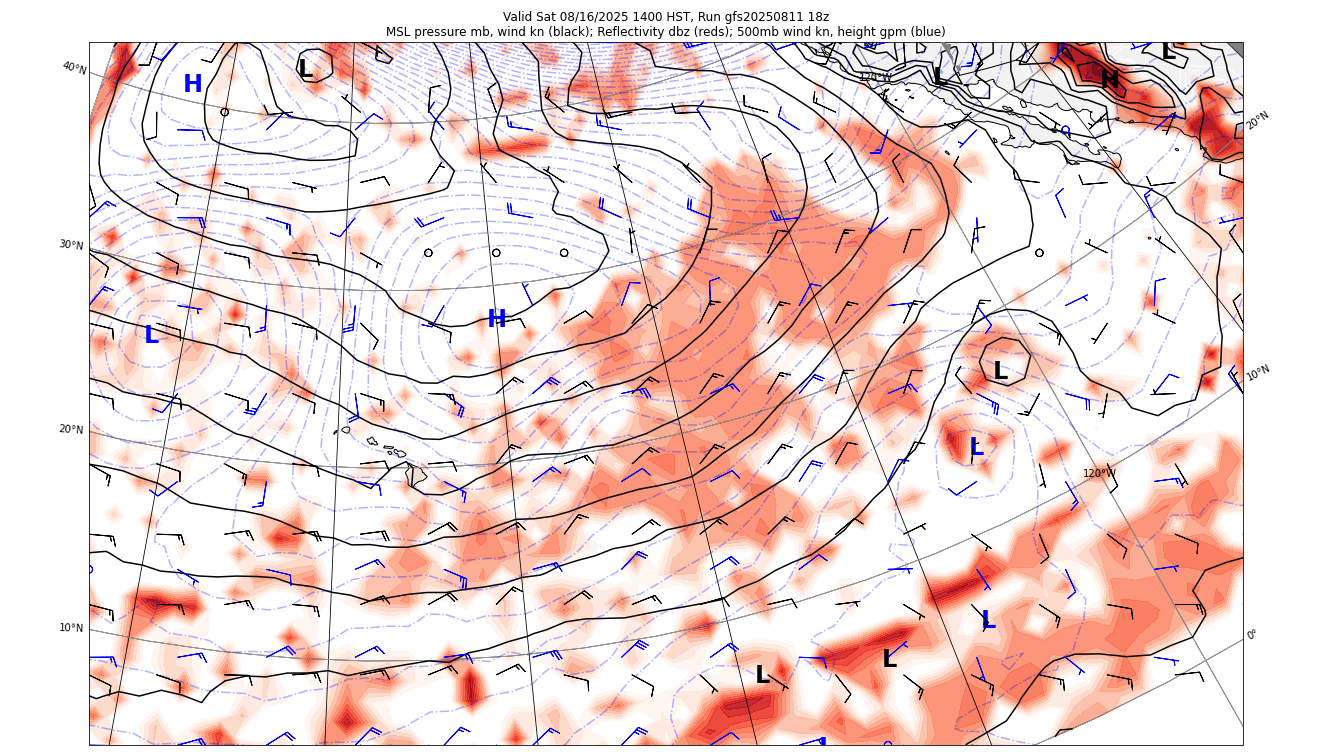 Valid Sat 08/16/2025 1400 HST, Run gfs20250811 18z
MSL pressure mb, wind kn (black); Reflectivity dbz (reds); 500mb wind kn, height gpm (blue)
L
40°N
H
L
120°W
L
H
20°N
30°N
H
L
L
10°N
20°N
L
120°W
10°N
L
0°
L
L
L